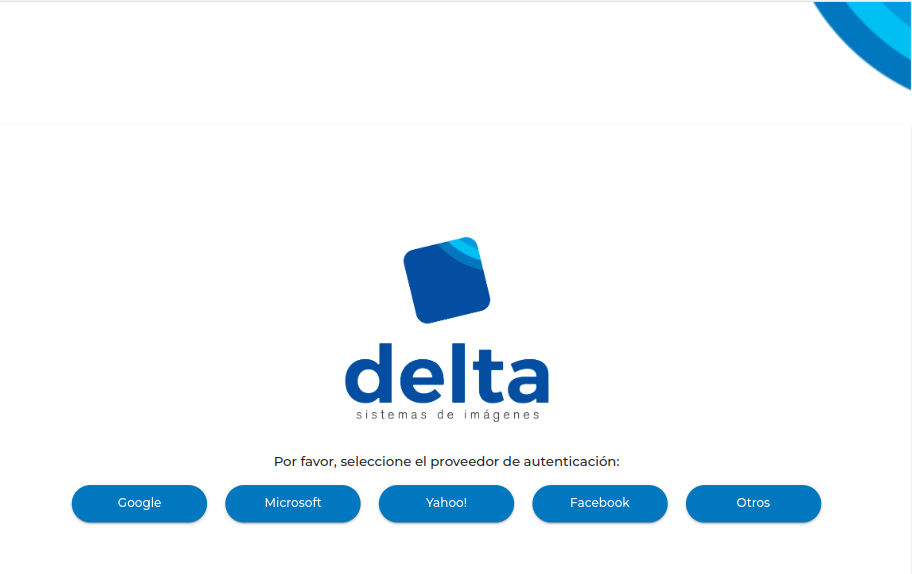 delta
sistemas de imágenes
Por favor, seleccione el proveedor de autenticación:
Google Microsoft Yahoo! Facebook Otros